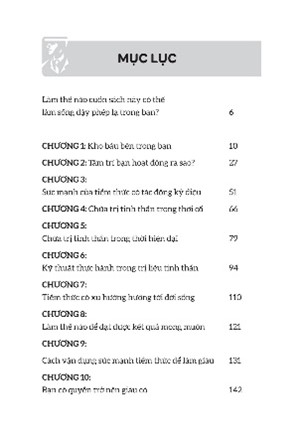 MỤC LỤC
Làm thế nào cuốn sách này có thể
làm sống dậy phép lạ trong bạn? 6
CHƯƠNG 1: Kho báu bên trong bạn 10
CHƯƠNG 2: Tâm trí bạn hoạt động ra sao? 27
CHƯƠNG 3:
Sức mạnh của tiềm thức có tác động kỳ diệu 51
CHƯƠNG 4: Chữa trị tinh thần trong thời cổ 66
CHƯƠNG 5:
Chữa trị tinh thần trong thời hiện đại 79
CHƯƠNG 6:
Kỹ thuật thực hành trong trị liệu tinh thần 94
CHƯƠNG 7:
Tiềm thức có xu hướng hướng tới đời sống 110
CHƯƠNG 8:
Làm thế nào để đạt được kết quả mong muốn 121
CHƯƠNG 9:
Cách vận dụng sức mạnh tiềm thức để làm giàu 131
CHƯƠNG 10:
Bạn có quyền trở nên giàu có 142